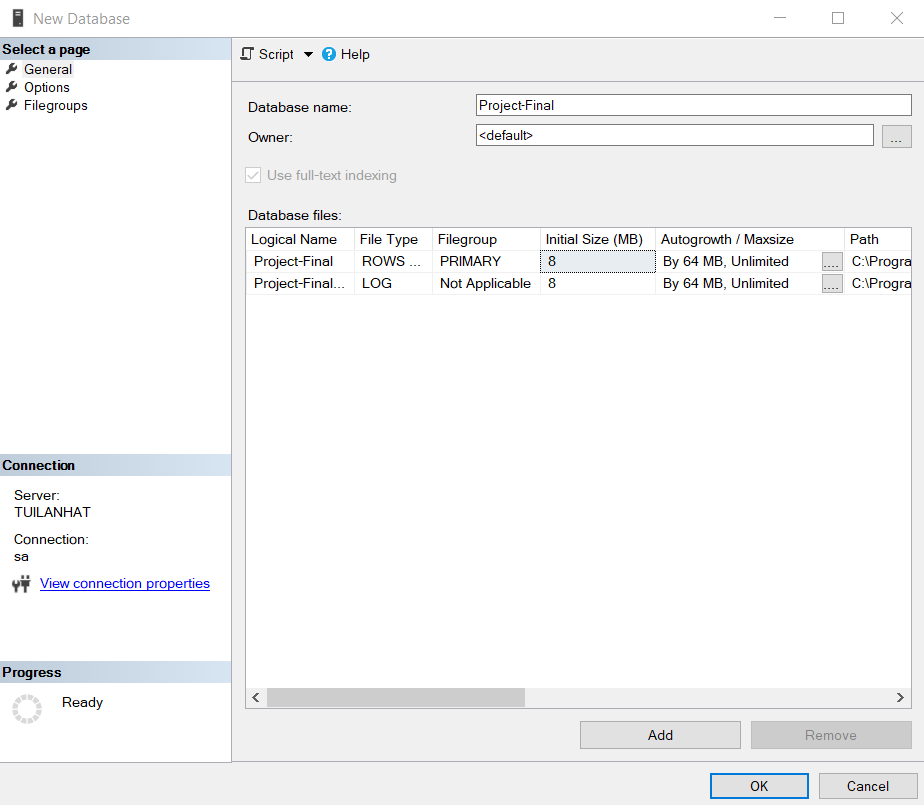 New Database
Select a page
General
Options
Filegroups
Connection
Server:
TUILANHAT
Connection:
sa
View connection properties
Progress
Ready
Script Help
Database name: Project-Final
Owner: <default> ...
Use full-text indexing
Database files:
Logical Name File Type Filegroup Initial Size (MB) Autogrowth / Maxsize Path
Project-Final ROWS ... PRIMARY 8 By 64 MB, Unlimited .... C:\Progra
Project-Final... LOG Not Applicable 8 By 64 MB, Unlimited .... C:\Progra
Add Remove
OK Cancel